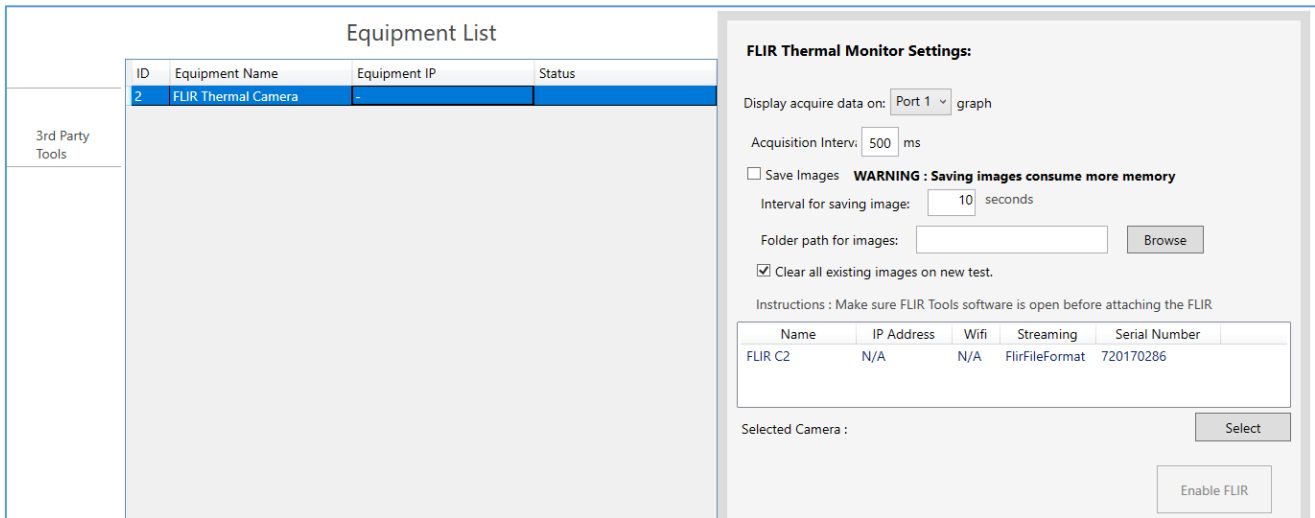 Equipment List
ID Equipment Name Equipment IP Status
2 FLIR Thermal Camera -
3rd Party
Tools
FLIR Thermal Monitor Settings:
Display acquire data on: Port 1 graph
Acquisition Interva 500 ms
Save Images WARNING : Saving images consume more memory
Interval for saving image: 10 seconds
Folder path for images: Browse
Clear all existing images on new test.
Instructions : Make sure FLIR Tools software is open before attaching the FLIR
Name IP Address Wifi Streaming Serial Number
FLIR C2 N/A N/A FlirFileFormat 720170286
Selected Camera : Select
Enable FLIR